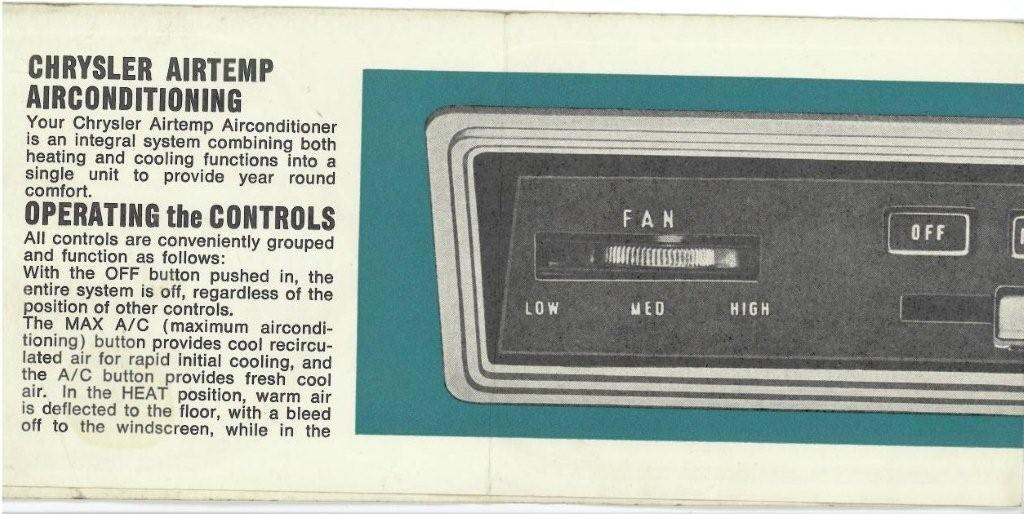 CHRYSLER AIRTEMP
AIRCONDITIONING
Your Chrysler Airtemp Airconditioner
is an integral system combining both
heating and cooling functions into a
single unit to provide year round
comfort.
OPERATING the CONTROLS
All controls are conveniently grouped
and function as follows:
With the OFF button pushed in, the
entire system is off, regardless of the
position of other controls.
The MAX A/C (maximum aircondi-
tioning) button provides cool recircu-
lated air for rapid initial cooling, and
the A/C button provides fresh cool
air. In the HEAT position, warm air
is deflected to the floor, with a bleed
off to the windscreen, while in the
FAN
OFF
LOW MED HIGH